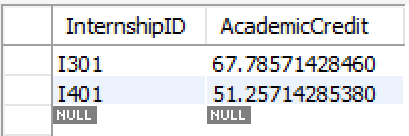 InternshipID AcademicCredit
I301 67.78571428460
I401 51.25714285380
NULL NULL